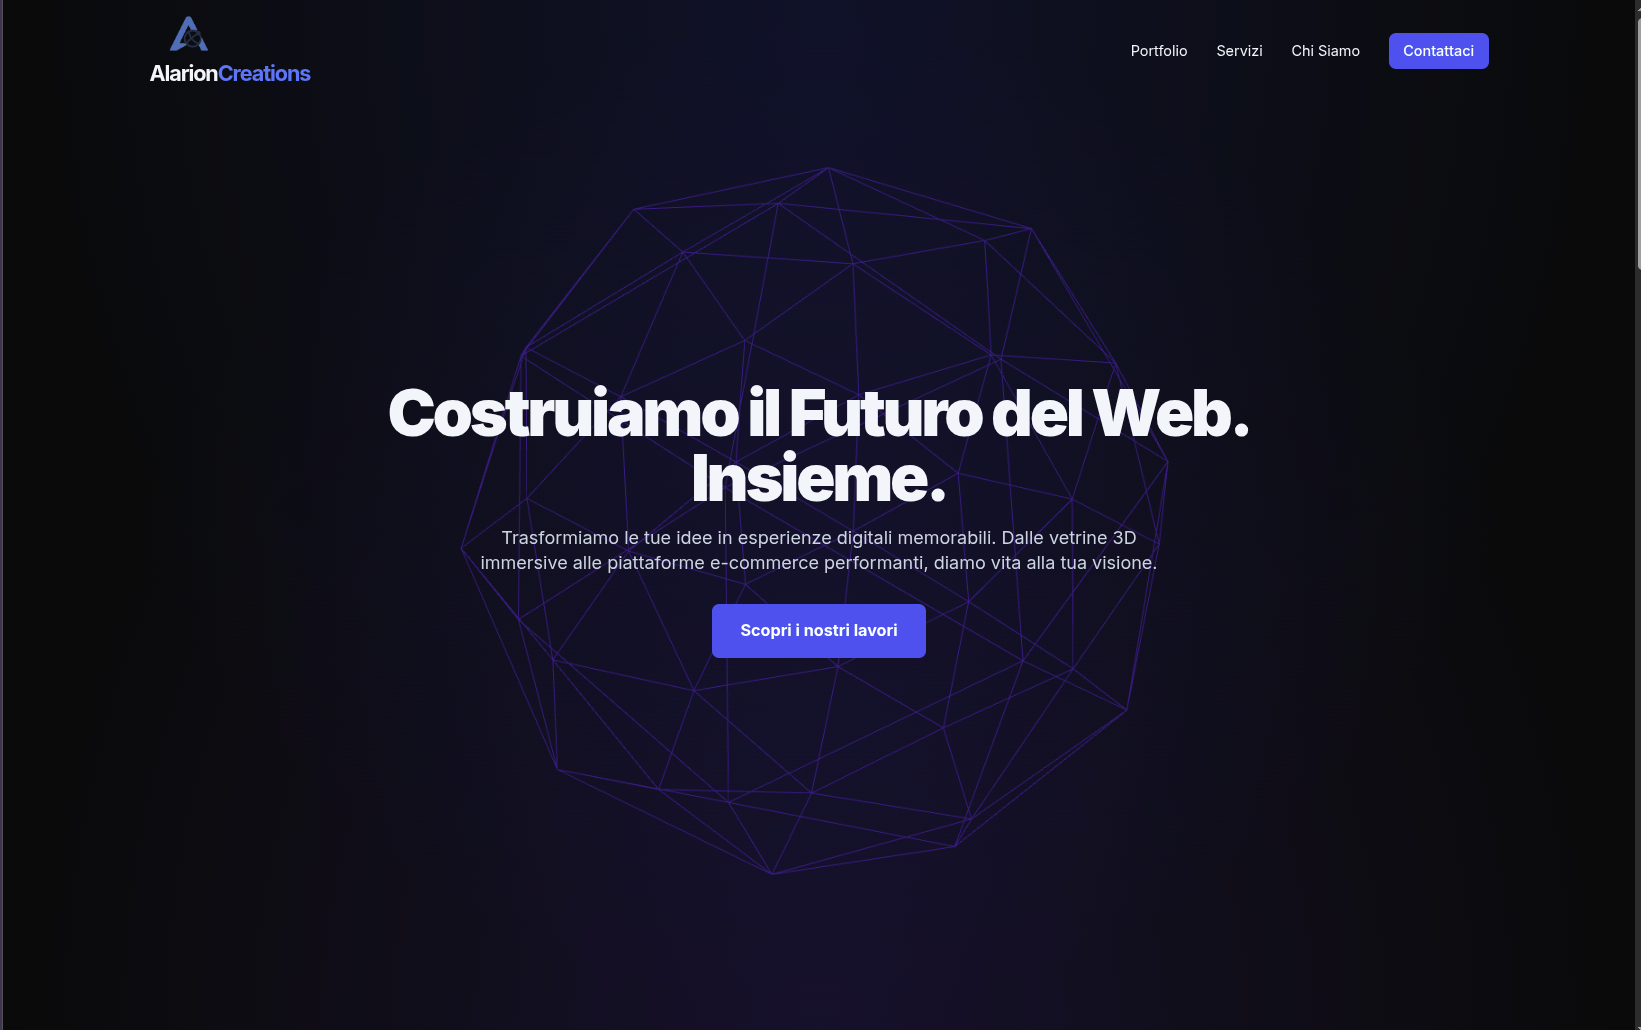 AlarionCreations
Portfolio
Servizi
Chi Siamo
Contattaci
Costruiamo il Futuro del Web.
Insieme.
Trasformiamo le tue idee in esperienze digitali memorabili. Dalle vetrine 3D
immersive alle piattaforme e-commerce performanti, diamo vita alla tua visione.
Scopri i nostri lavori